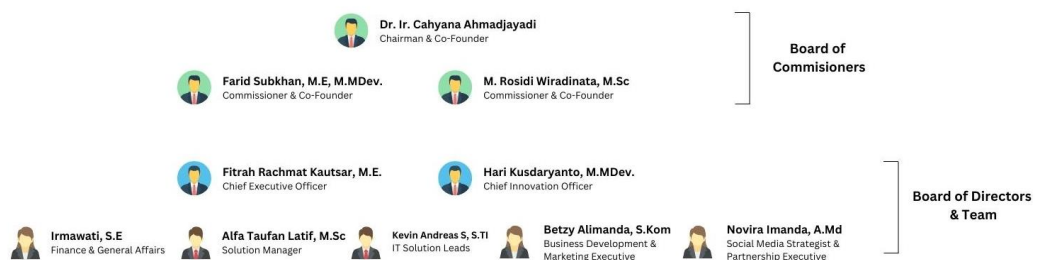 Dr. Ir. Cahyana Ahmadjayadi
Chairman & Co-Founder
Farid Subkhan, M.E, M.MDev.
Commissioner & Co-Founder
M. Rosidi Wiradinata, M.Sc
Commissioner & Co-Founder
Board of
Commisioners
Fitrah Rachmat Kautsar, M.E.
Chief Executive Officer
Hari Kusdaryanto, M.MDev.
Chief Innovation Officer
Board of Directors
& Team
Irmawati, S.E
Finance & General Affairs
Alfa Taufan Latif, M.Sc
Solution Manager
Kevin Andreas S, S.TI
IT Solution Leads
Betzy Alimanda, S.Kom
Business Development &
Marketing Executive
Novira Imanda, A.Md
Social Media Strategist &
Partnership Executive